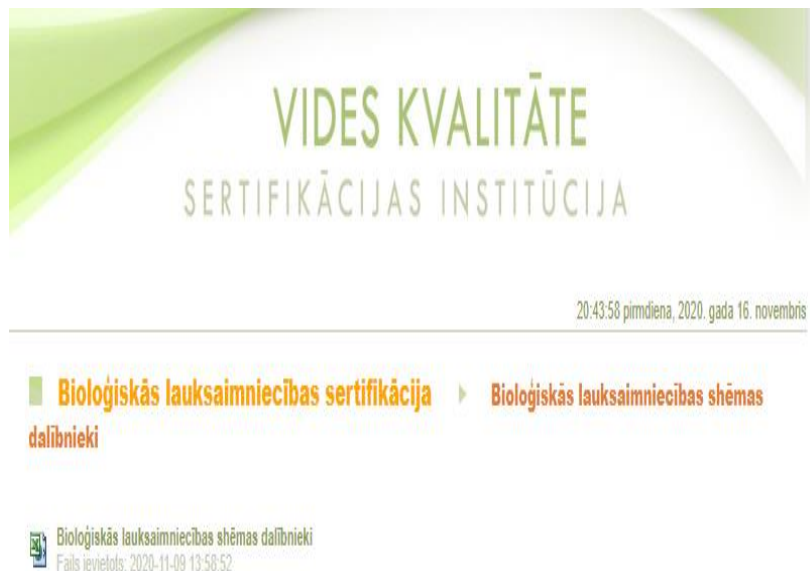 VIDES KVALITĀTE
SERTIFIKĀCIJAS INSTITŪCIJA
20:43:58 pirmdiena, 2020. gada 16. novembris
Bioloģiskās lauksaimniecības sertifikācija Bioloģiskās lauksaimniecības shēmas
dalībnieki
Bioloģiskās lauksaimniecības shēmas dalībnieki
Fails ievietots: 2020-11-09 13:58:52